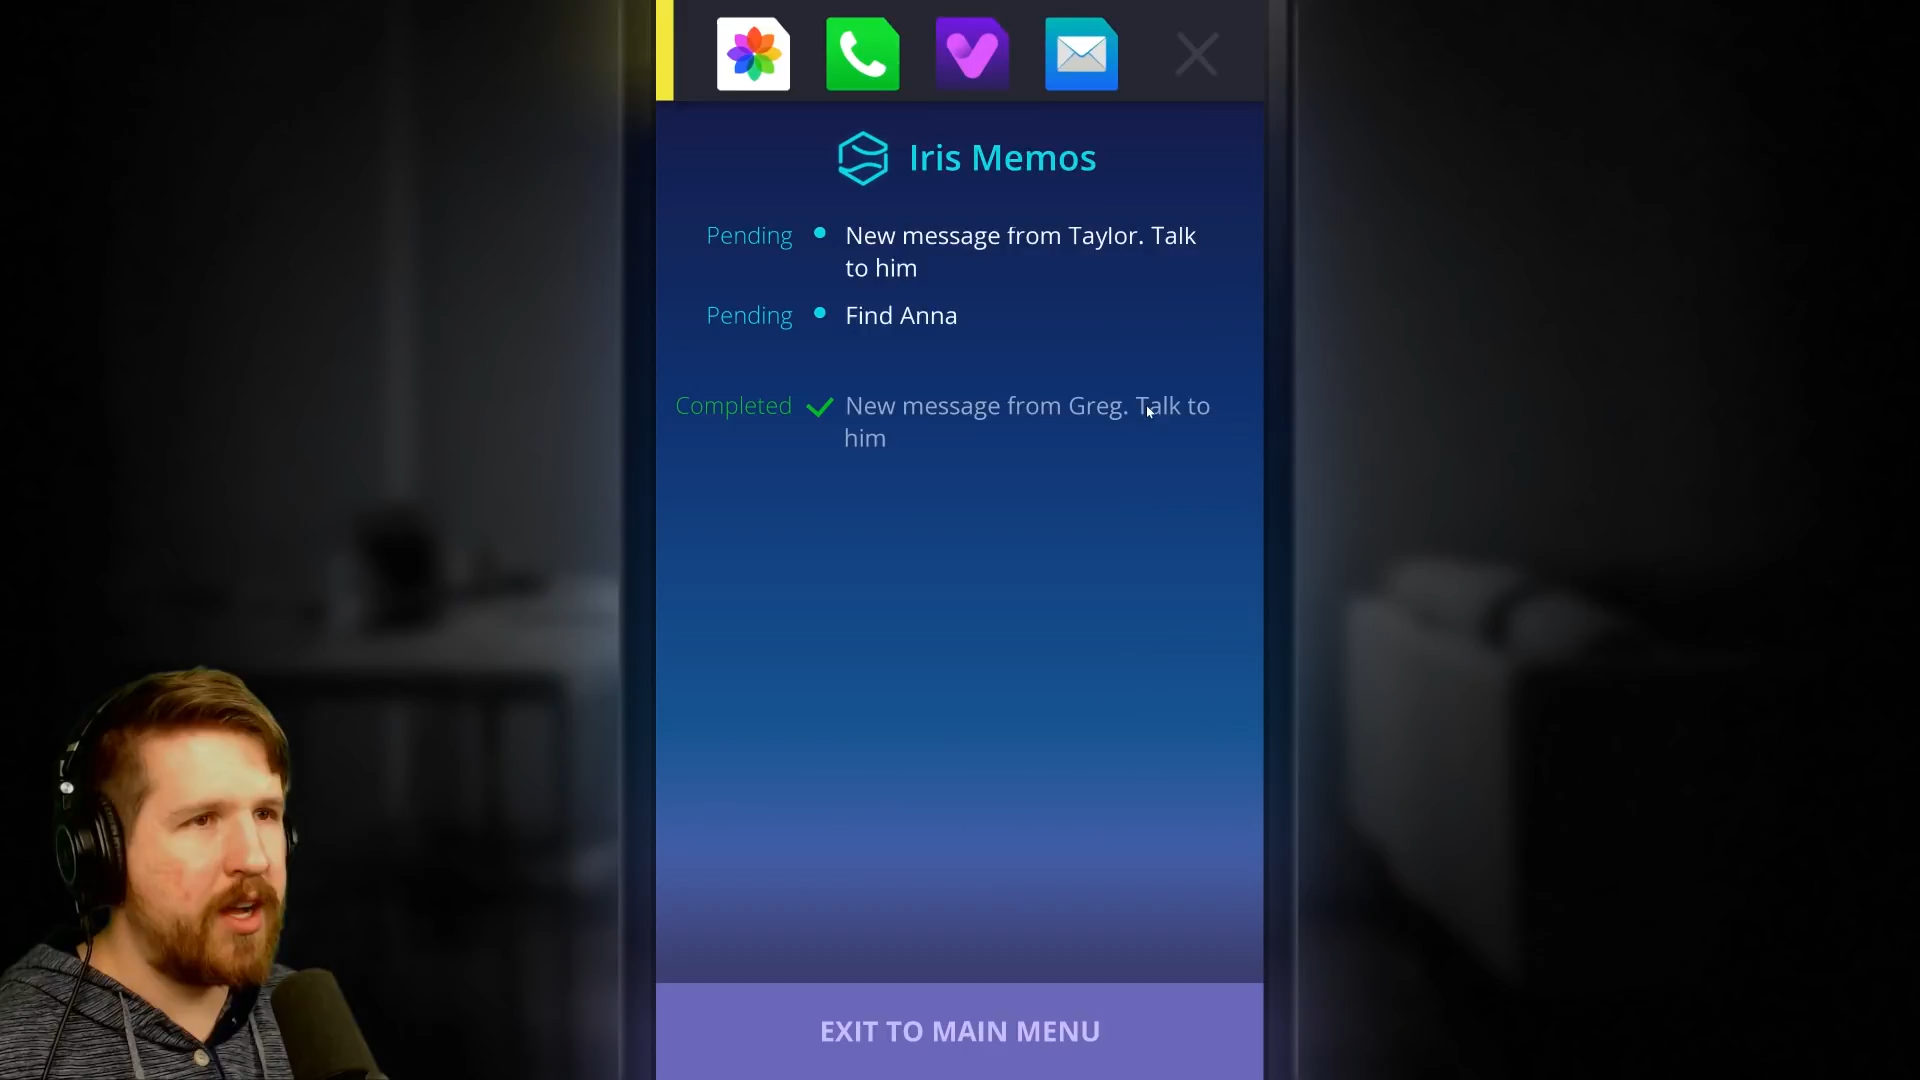 Iris Memos
Pending • New message from Taylor. Talk
to him
Pending • Find Anna
Completed ✓ New message from Greg. Talk to
him
EXIT TO MAIN MENU